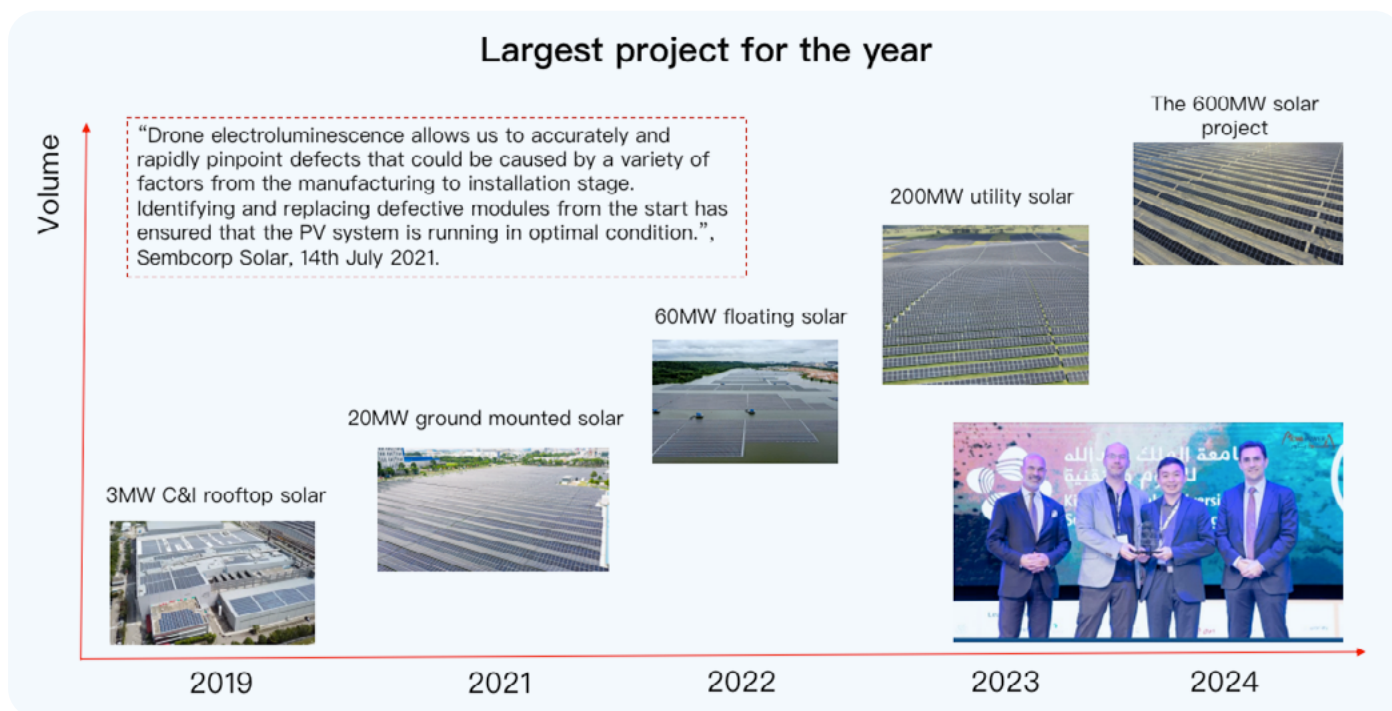 Largest project for the year
Volume
“Drone electroluminescence allows us to accurately and
rapidly pinpoint defects that could be caused by a variety of
factors from the manufacturing to installation stage.
Identifying and replacing defective modules from the start has
ensured that the PV system is running in optimal condition.”,
Sembcorp Solar, 14th July 2021.
The 600MW solar
project
200MW utility solar
60MW floating solar
20MW ground mounted solar
3MW C&I rooftop solar
2019
2021
2022
2023
2024